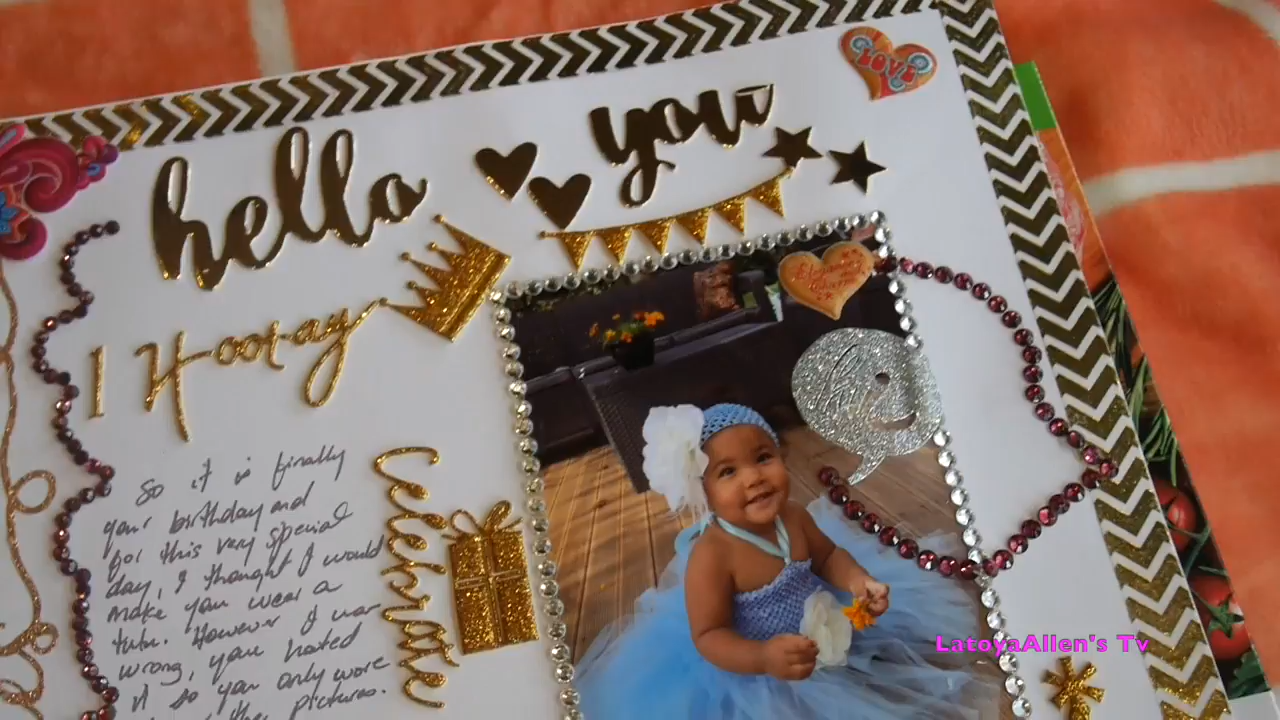 LOVE
hello you
1 Hooray
So it is finally
your birthday and
for this very special
day, I thought I would
make you wear a
tutu. However I was
wrong, you hated
it so you only wore
pictures.
celebrate
LatoyaAllen's Tv